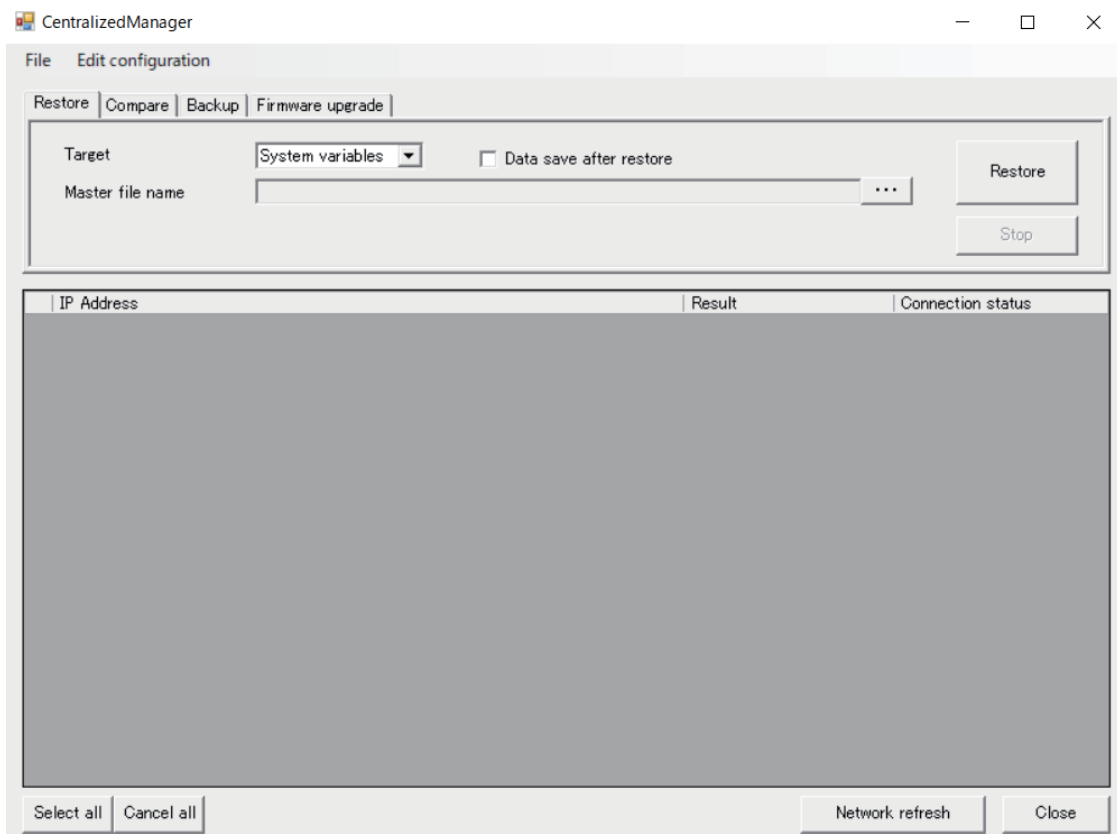 CentralizedManager
File Edit configuration
Restore Compare Backup Firmware upgrade
Target System variables Data save after restore Restore
Master file name ...
Stop
IP Address Result Connection status
Select all Cancel all Network refresh Close